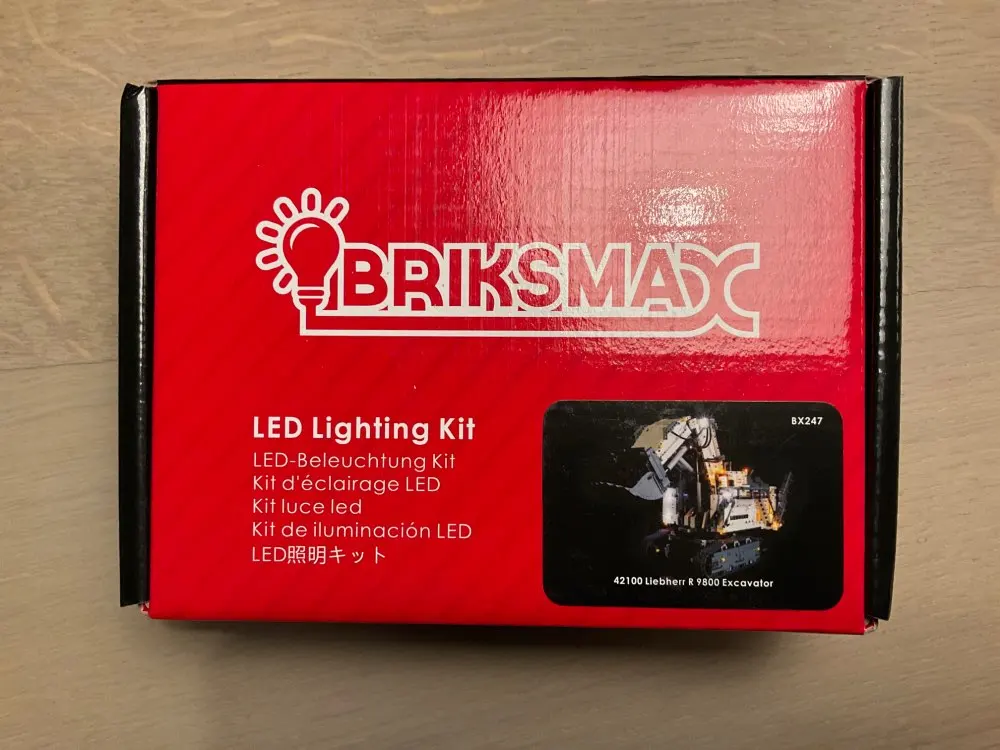 BRIKSMAX
LED Lighting Kit
LED-Beleuchtung Kit
Kit d'éclairage LED
Kit luce led
Kit de iluminación LED
LED照明キット
BX247
42100 Liebherr R 9800 Excavator